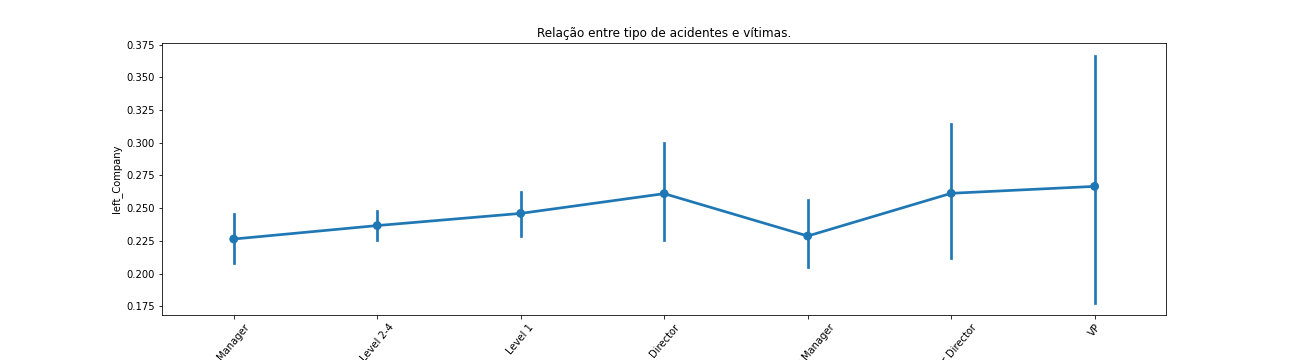 Relação entre tipo de acidentes e vítimas.
0.375
0.350
0.325
0.300
0.275
0.250
0.225
0.200
0.175
left_Company
Manager
Level 2-4
Level 1
Director
Manager
Director
VP